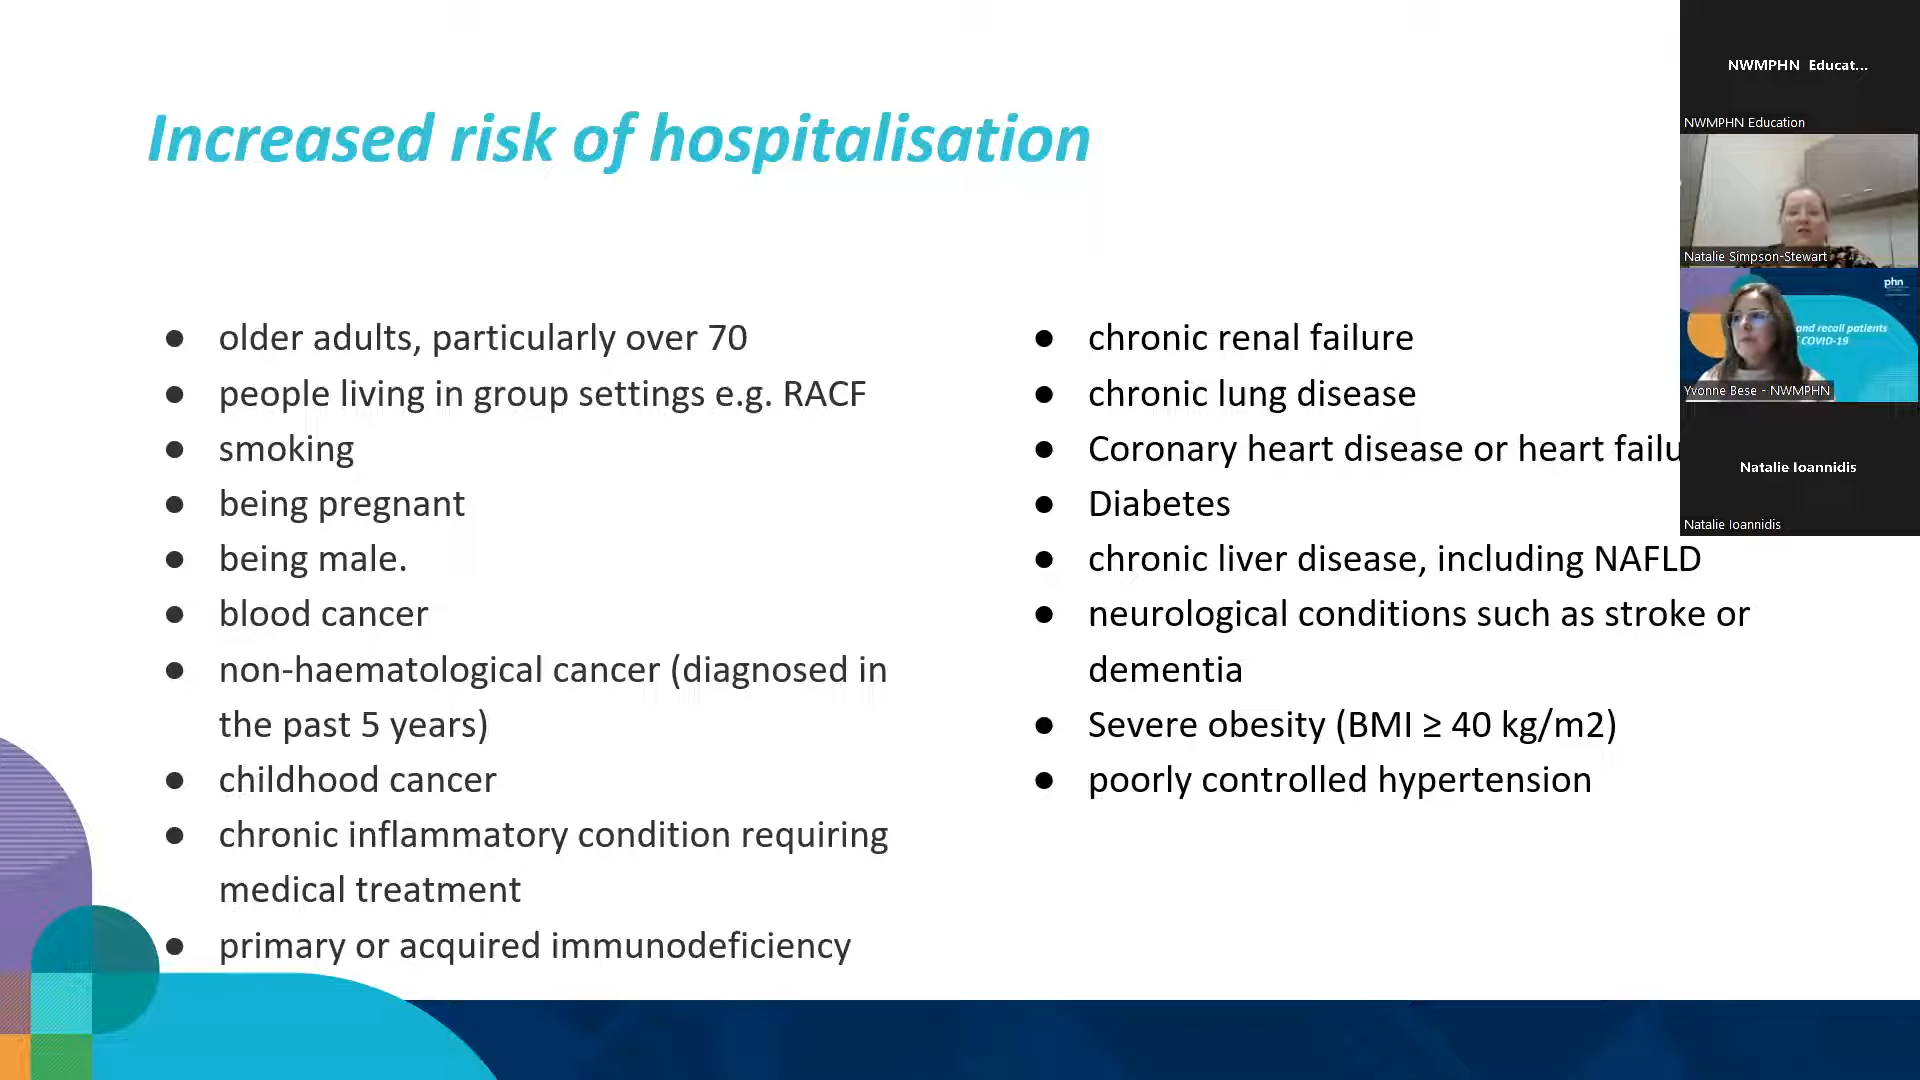 Increased risk of hospitalisation
● older adults, particularly over 70
● people living in group settings e.g. RACF
● smoking
● being pregnant
● being male.
● blood cancer
● non-haematological cancer (diagnosed in
the past 5 years)
● childhood cancer
● chronic inflammatory condition requiring
medical treatment
● primary or acquired immunodeficiency
● chronic renal failure
● chronic lung disease
● Coronary heart disease or heart failu
● Diabetes
● chronic liver disease, including NAFLD
● neurological conditions such as stroke or
dementia
● Severe obesity (BMI ≥ 40 kg/m2)
● poorly controlled hypertension
NWMPHN Educat...
NWMPHN Education
Natalie Simpson-Stewart
phn
and recall patients
COVID-19
Yvonne Bese - NWMPHN
Natalie Ioannidis
Natalie Ioannidis